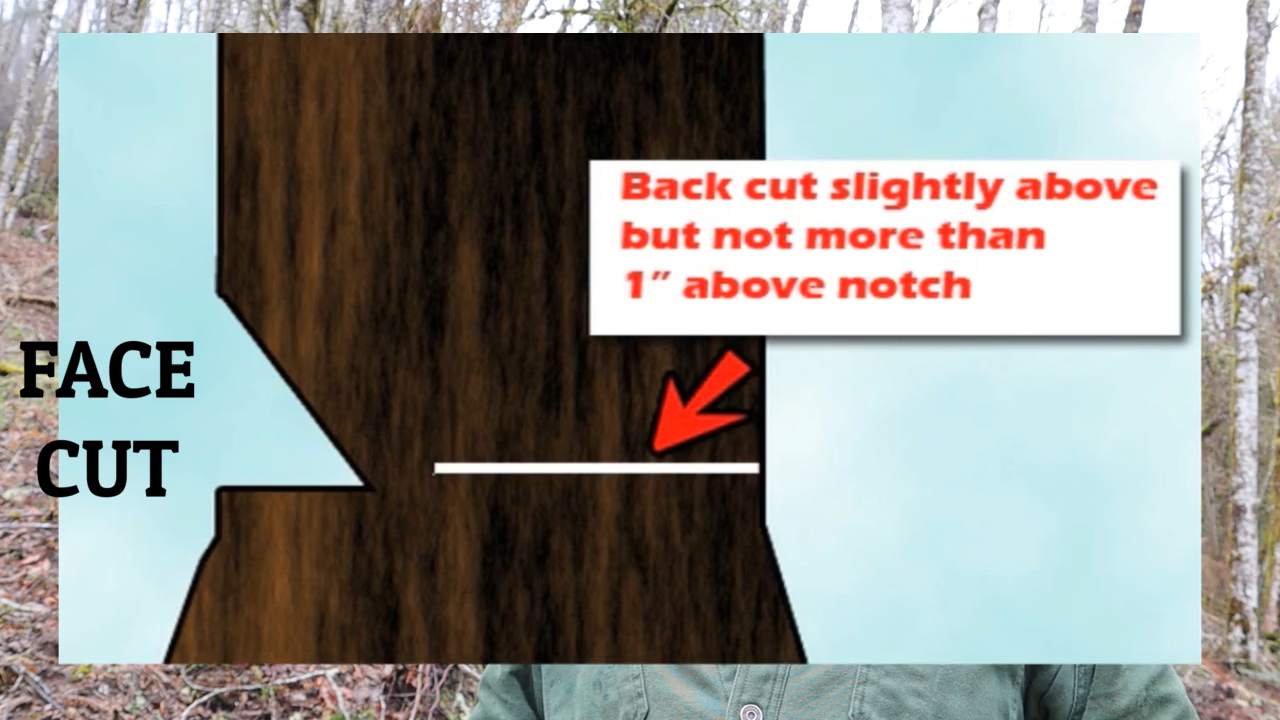 Back cut slightly above
but not more than
1” above notch
FACE
CUT